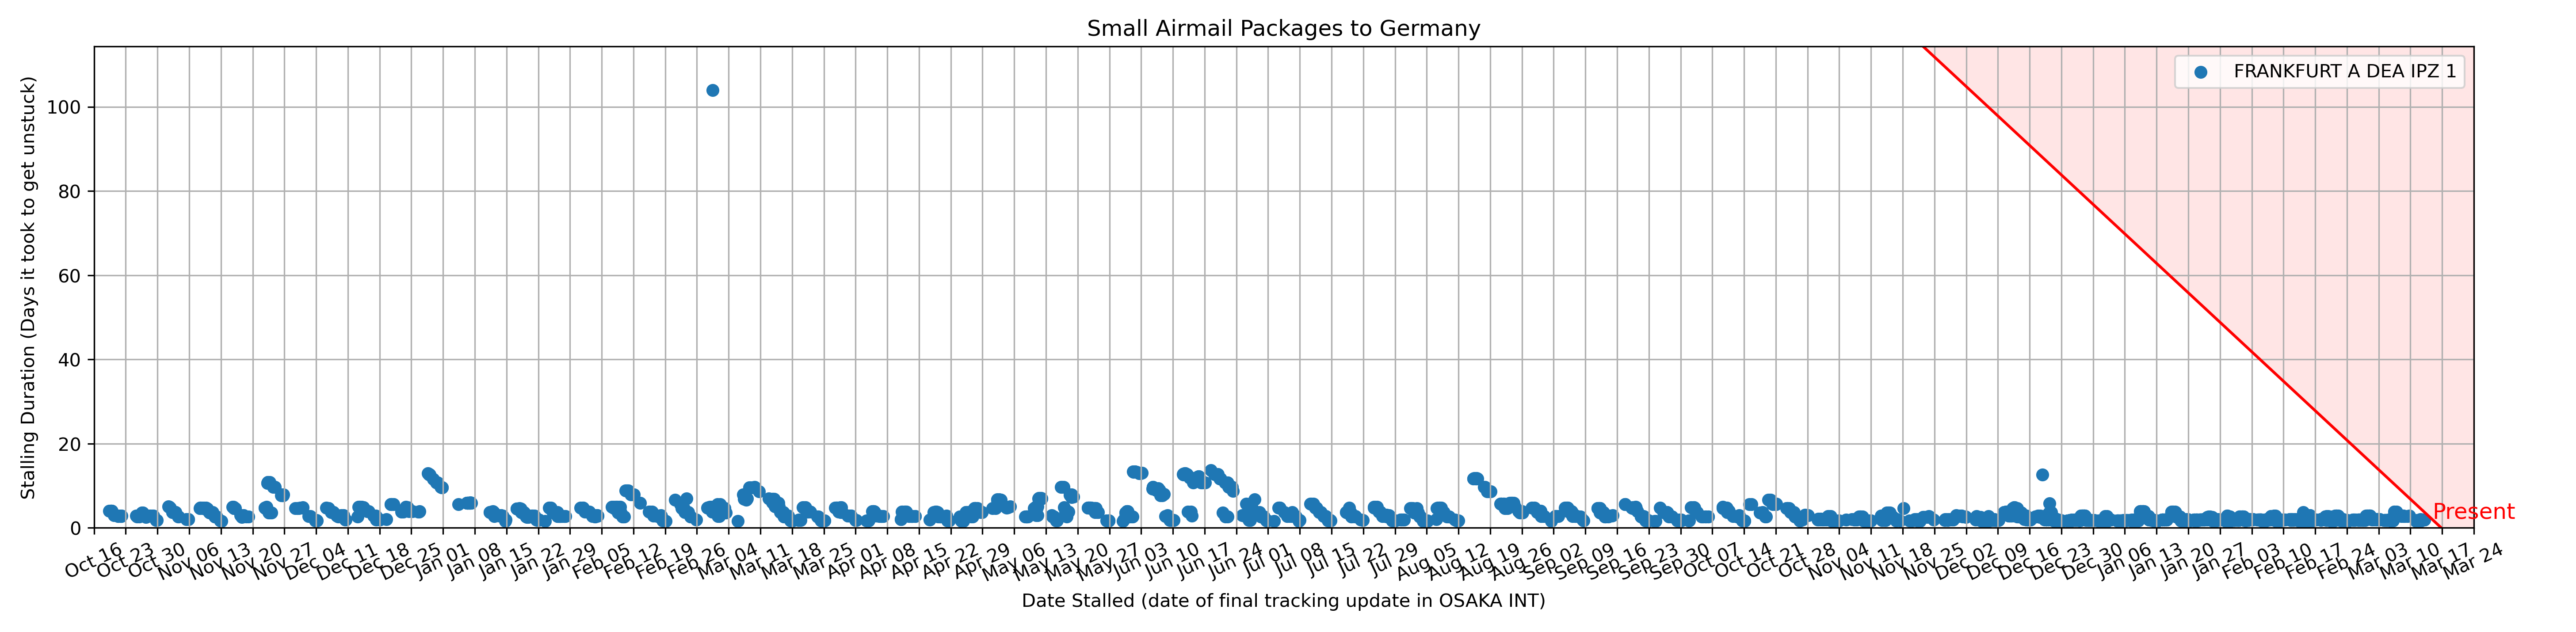 Small Airmail Packages to Germany
FRANKFURT A DEA IPZ 1
Stalling Duration (Days it took to get unstuck)
100
80
60
40
20
0
Present
Oct 16
Oct 23
Oct 30
Nov 06
Nov 13
Nov 20
Nov 27
Dec 04
Dec 11
Dec 18
Dec 25
Jan 01
Jan 08
Jan 15
Jan 22
Jan 29
Feb 05
Feb 12
Feb 19
Feb 26
Mar 04
Mar 11
Mar 18
Mar 25
Apr 01
Apr 08
Apr 15
Apr 22
Apr 29
May 06
May 13
May 20
May 27
Jun 03
Jun 10
Jun 17
Jun 24
Jul 01
Jul 08
Jul 15
Jul 22
Jul 29
Aug 05
Aug 12
Aug 19
Aug 26
Sep 02
Sep 09
Sep 16
Sep 23
Sep 30
Oct 07
Oct 14
Oct 21
Oct 28
Nov 04
Nov 11
Nov 18
Nov 25
Dec 02
Dec 09
Dec 16
Dec 23
Dec 30
Jan 06
Jan 13
Jan 20
Jan 27
Feb 03
Feb 10
Feb 17
Feb 24
Mar 03
Mar 10
Mar 17
Mar 24
Date Stalled (date of final tracking update in OSAKA INT)